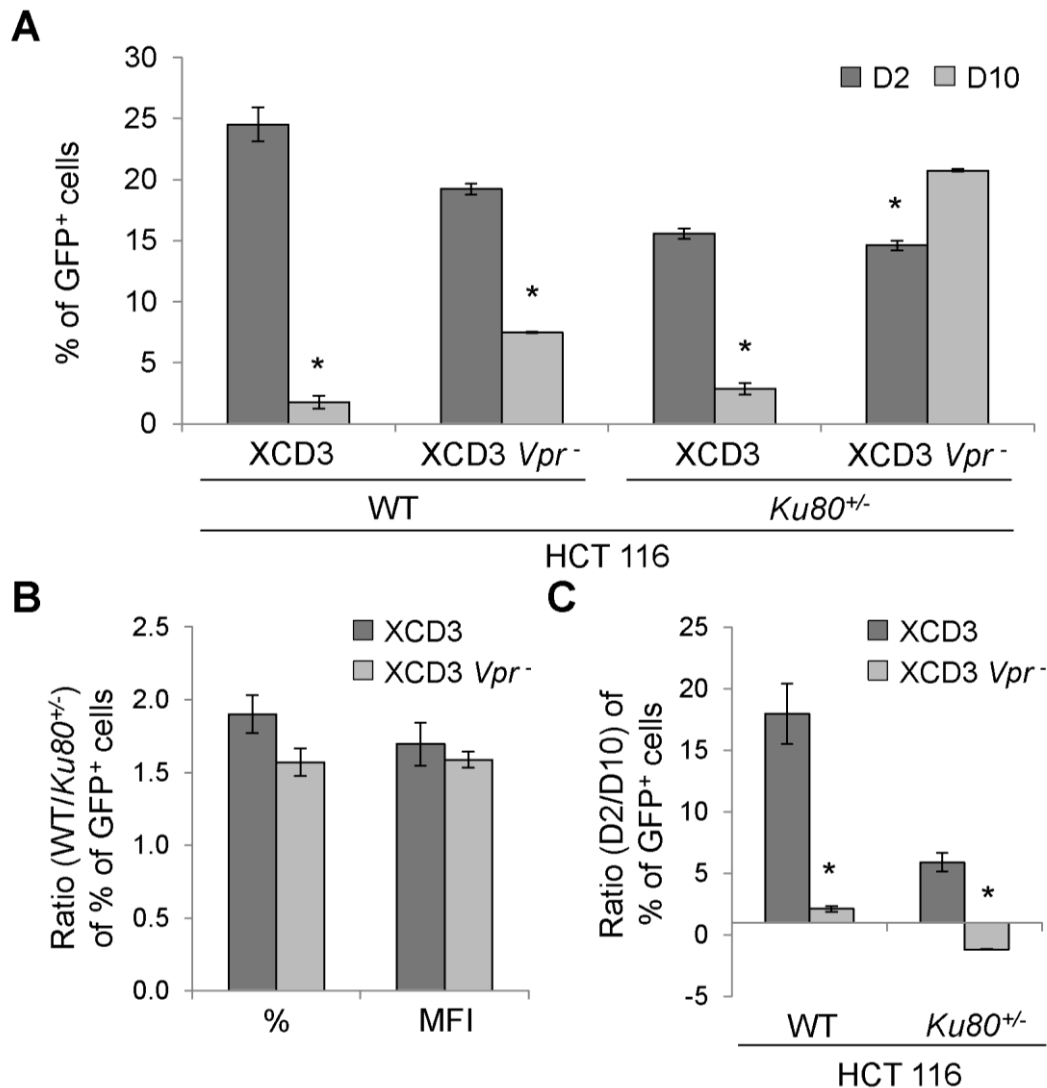 A
% of GFP+ cells
30
25
20
15
10
5
0
D2 D10
* * * *
XCD3 XCD3 Vpr - XCD3 XCD3 Vpr -
WT Ku80+/-
HCT 116
B
Ratio (WT/Ku80+/-)
of % of GFP+ cells
2.5
2.0
1.5
1.0
0.5
0.0
XCD3
XCD3 Vpr -
% MFI
C
Ratio (D2/D10) of
% of GFP+ cells
25
20
15
10
5
0
-5
XCD3
XCD3 Vpr -
* *
WT Ku80+/-
HCT 116